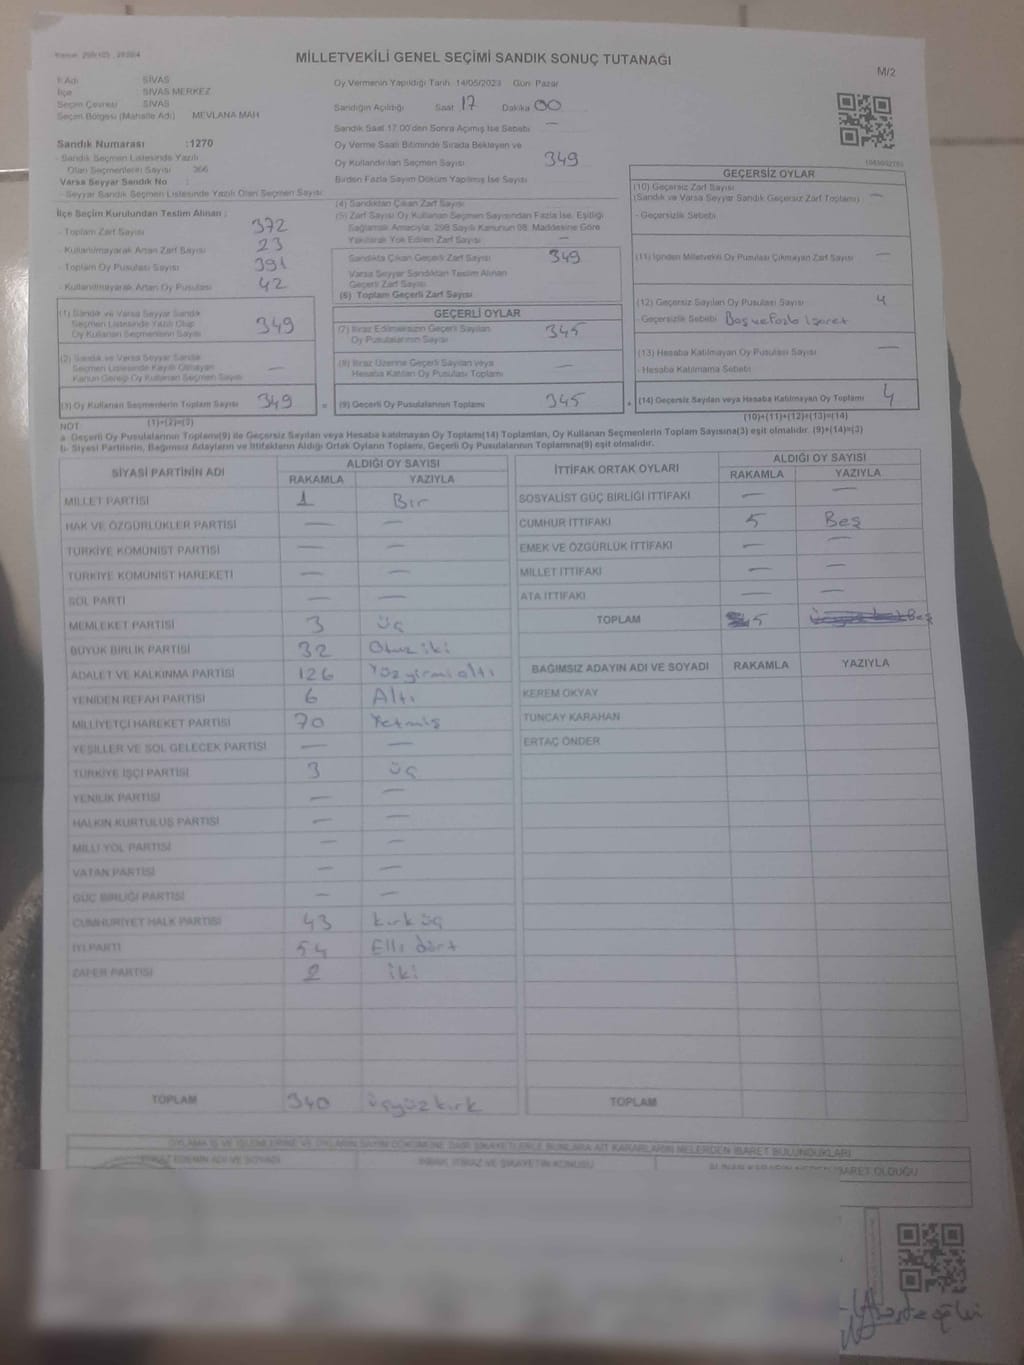 MİLLETVEKİLİ GENEL SEÇİMİ SANDIK SONUÇ TUTANAĞI
M/2
İl Adı SİVAS
İlçe SİVAS MERKEZ
Seçim Çevresi SİVAS
Seçim Bölgesi (Mahalle Adı) MEVLANA MAH
Sandık Numarası :1270
- Sandık Seçmen Listesinde Yazılı
Olan Seçmenlerin Sayısı 366
Varsa Seyyar Sandık No :
- Seyyar Sandık Seçmen Listesinde Yazılı Olan Seçmen Sayısı
Oy Vermenin Yapıldığı Tarih 14/05/2023 Gün Pazar
Sandığın Açıldığı Saat 17 Dakika 00
Sandık Saat 17.00'den Sonra Açılmış İse Sebebi —
Oy Verme Saati Bitiminde Sırada Bekleyen ve
Oy Kullandırılan Seçmen Sayısı 349
Birden Fazla Sayım Döküm Yapılmış İse Sayısı
İlçe Seçim Kurulundan Teslim Alınan :
- Toplam Zarf Sayısı 372
- Kullanılmayarak Artan Zarf Sayısı 23
- Toplam Oy Pusulası Sayısı 391
- Kullanılmayarak Artan Oy Pusulası 42
(1) Sandık ve Varsa Seyyar Sandık
Seçmen Listesinde Yazılı Olup
Oy Kullanan Seçmenlerin Sayısı 349
(2) Sandık ve Varsa Seyyar Sandık
Seçmen Listesinde Kayıtlı Olmayan
Kanun Gereği Oy Kullanan Seçmen Sayısı —
(3) Oy Kullanan Seçmenlerin Toplam Sayısı 349
(1)+(2)=(3)
(4) Sandıktan Çıkan Zarf Sayısı
(5) Zarf Sayısı Oy Kullanan Seçmen Sayısından Fazla İse, Eşitliği
Sağlamak Amacıyla, 298 Sayılı Kanunun 98. Maddesine Göre
Yakılarak Yok Edilen Zarf Sayısı —
Sandıkta Çıkan Geçerli Zarf Sayısı 349
Varsa Seyyar Sandıktan Teslim Alınan
Geçerli Zarf Sayısı
(6) Toplam Geçerli Zarf Sayısı
GEÇERLİ OYLAR
(7) İtiraz Edilmeksizin Geçerli Sayılan
Oy Pusulalarının Sayısı 345
(8) İtiraz Üzerine Geçerli Sayılan veya
Hesaba Katılan Oy Pusulası Toplamı —
= (9) Geçerli Oy Pusulalarının Toplamı 345
GEÇERSİZ OYLAR
(10) Geçersiz Zarf Sayısı
(Sandık ve Varsa Seyyar Sandık Geçersiz Zarf Toplamı) —
- Geçersizlik Sebebi
(11) İçinden Milletvekili Oy Pusulası Çıkmayan Zarf Sayısı —
(12) Geçersiz Sayılan Oy Pusulası Sayısı 4
- Geçersizlik Sebebi Boş ve fazla işaret
(13) Hesaba Katılmayan Oy Pusulası Sayısı —
- Hesaba Katılmama Sebebi
+ (14) Geçersiz Sayılan veya Hesaba Katılmayan Oy Toplamı 4
(10)+(11)+(12)+(13)=(14)
NOT:
a- Geçerli Oy Pusulalarının Toplamı(9) ile Geçersiz Sayılan veya Hesaba katılmayan Oy Toplamı(14) Toplamları, Oy Kullanan Seçmenlerin Toplam Sayısına(3) eşit olmalıdır. (9)+(14)=(3)
b- Siyasi Partilerin, Bağımsız Adayların ve İttifakların Aldığı Ortak Oyların Toplamı, Geçerli Oy Pusulalarının Toplamına(9) eşit olmalıdır.
SİYASİ PARTİNİN ADI ALDIĞI OY SAYISI
RAKAMLA YAZIYLA
MİLLET PARTİSİ 1 Bir
HAK VE ÖZGÜRLÜKLER PARTİSİ — —
TÜRKİYE KOMÜNİST PARTİSİ — —
TÜRKİYE KOMÜNİST HAREKETİ — —
SOL PARTİ — —
MEMLEKET PARTİSİ 3 üç
BÜYÜK BİRLİK PARTİSİ 32 Otuz iki
ADALET VE KALKINMA PARTİSİ 126 Yüz yirmi altı
YENİDEN REFAH PARTİSİ 6 Altı
MİLLİYETÇİ HAREKET PARTİSİ 70 Yetmiş
YEŞİLLER VE SOL GELECEK PARTİSİ — —
TÜRKİYE İŞÇİ PARTİSİ 3 üç
YENİLİK PARTİSİ — —
HALKIN KURTULUŞ PARTİSİ — —
MİLLİ YOL PARTİSİ — —
VATAN PARTİSİ — —
GÜÇ BİRLİĞİ PARTİSİ — —
CUMHURİYET HALK PARTİSİ 43 kırk üç
İYİ PARTİ 54 Elli dört
ZAFER PARTİSİ 2 iki
TOPLAM 340 üçyüzkırk
İTTİFAK ORTAK OYLARI ALDIĞI OY SAYISI
RAKAMLA YAZIYLA
SOSYALİST GÜÇ BİRLİĞİ İTTİFAKI — —
CUMHUR İTTİFAKI 5 Beş
EMEK VE ÖZGÜRLÜK İTTİFAKI — —
MİLLET İTTİFAKI — —
ATA İTTİFAKI — —
TOPLAM 5 Beş
BAĞIMSIZ ADAYIN ADI VE SOYADI RAKAMLA YAZIYLA
KEREM OKYAY
TUNCAY KARAHAN
ERTAÇ ÖNDER
TOPLAM
OYLAMA İŞ VE İŞLEMLERİNE VE OYLARIN SAYIM DÖKÜMÜNE DAİR ŞİKAYETLERLE BUNLARA AİT KARARLARIN NELERDEN İBARET BULUNDUKLARI
İTİRAZ EDENİN ADI VE SOYADI
İHBAR, İTİRAZ VE ŞİKAYETİN KONUSU